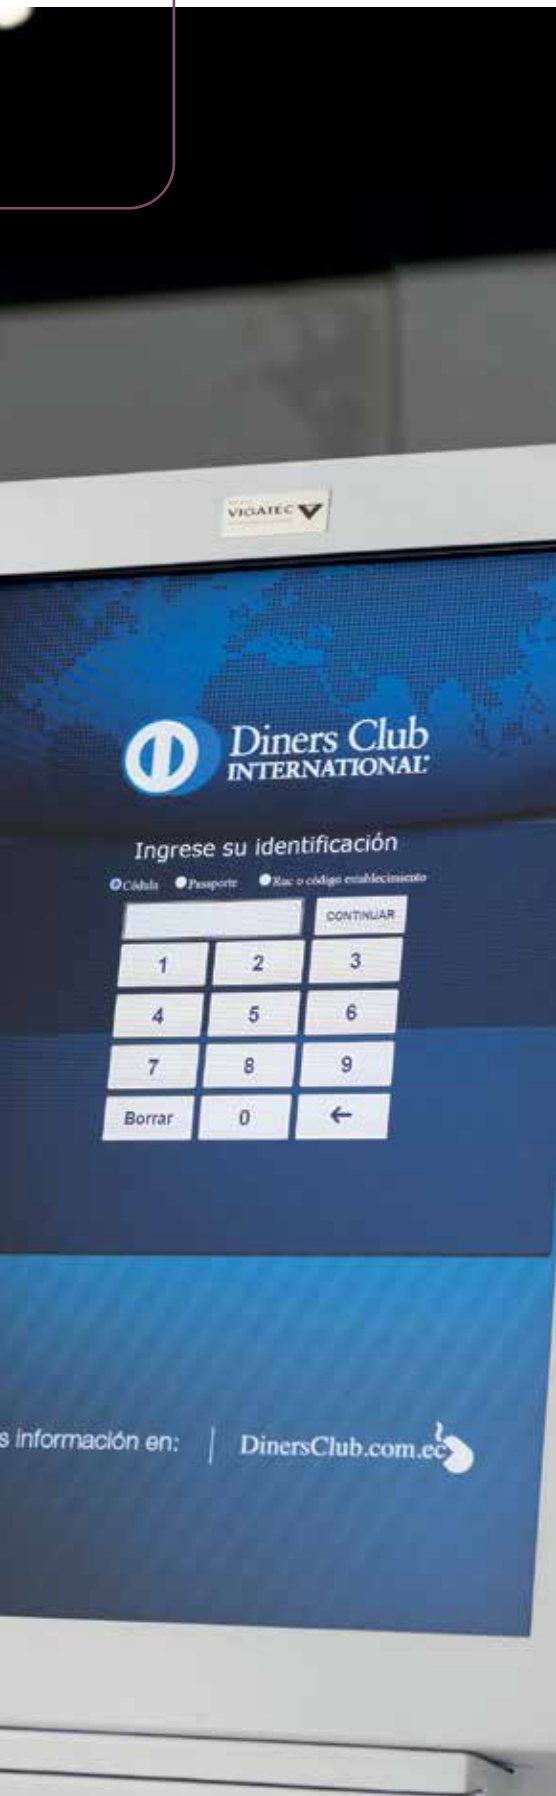 VIGATEC
Diners Club
INTERNATIONAL
Ingrese su identificación
Cédula Pasaporte Ruc o código establecimiento
CONTINUAR
1 2 3
4 5 6
7 8 9
Borrar 0 ←
s información en: | DinersClub.com.ec